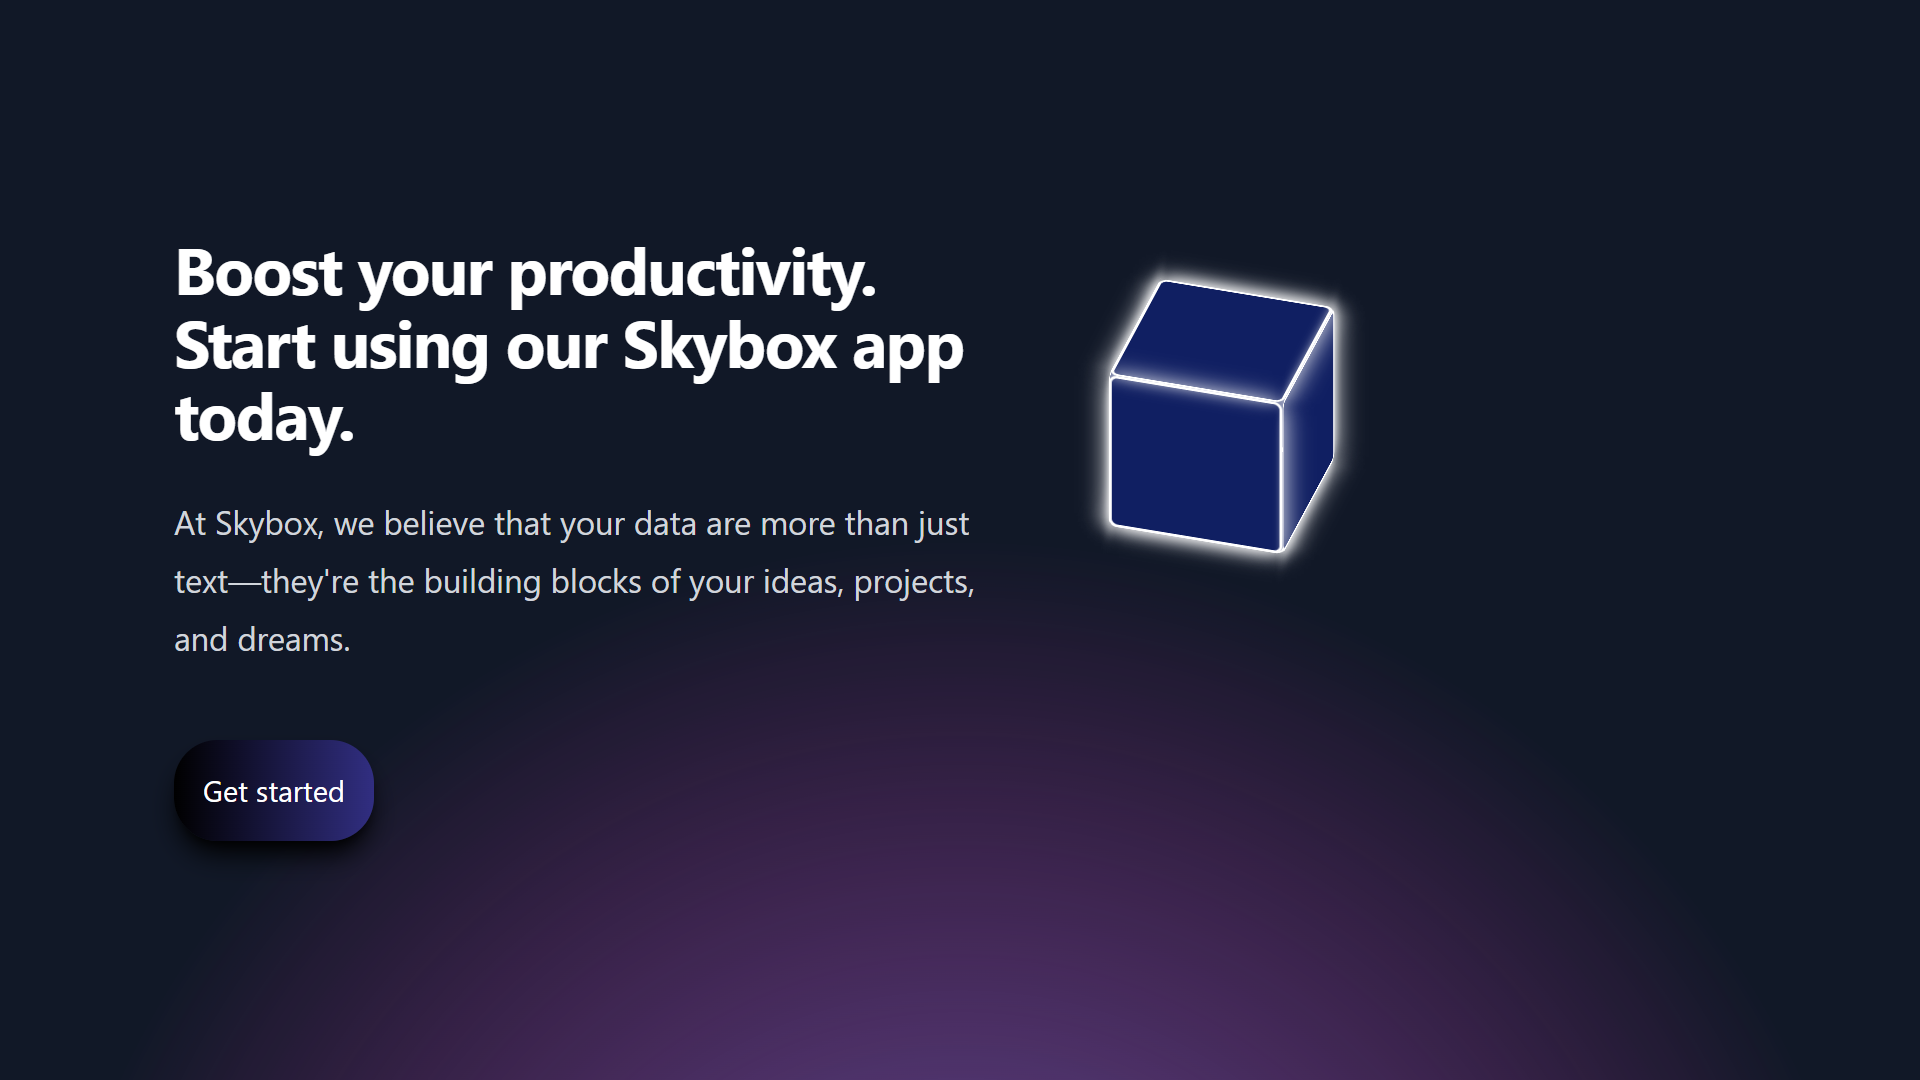 Boost your productivity.
Start using our Skybox app
today.
At Skybox, we believe that your data are more than just
text—they're the building blocks of your ideas, projects,
and dreams.
Get started